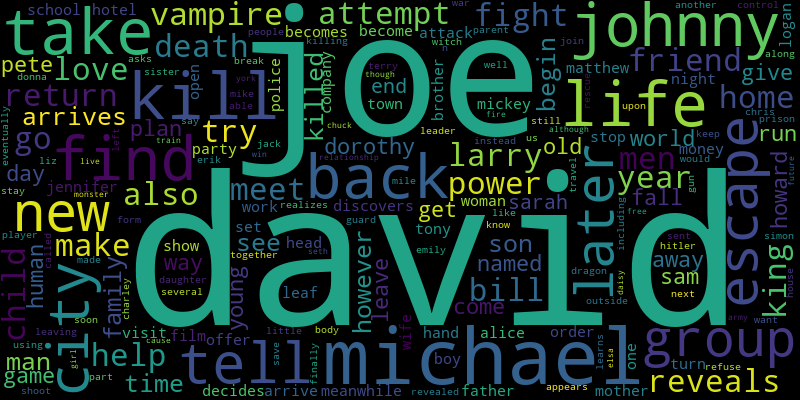 school hotel
vampire
attempt
fight
johnny
take
joe
becomes
become
war
people
killing
attack
witch
parent
another
control
join
logan
death
pete
love
asks
sister
donna
open
police
killed
company
break
york
mike
able
kill
return
friend
matthew
night
give
along
begin
brother
end
town
mickey
terry
though
well
fire
still
upon
life
home
chris
prison
arrives
plan
left
say
try
jack
win
chuck
leader
although
us
instead
stop
world
money
keep
run
eventually
go
find
train
party
erik
dorothy
larry
old
would
day
liz
live
jennifer
relationship
mile
rescue
travel
men
year
howard
future
stay
monster
also
meet
back
power
woman
sarah
gun
fall
escape
new
player
form
work
realizes
guard
discovers
get
like
know
including
free
simon
david
child
human
make
called
show
way
set
see
together
head
seth
however
tony
emily
son
named
later
sent
hitler
away
king
house
city
made
daughter
several
charley
young
leaf
leave
come
bill
dragon
outside
daisy
sam
next
family
soon
leaving
visit
film
offer
little
body
wife
hand
alice
order
learns
one
army
want
using
help
cause
tell
michael
group
man
girl
part
save
finally
boy
elsa
turn
refuse
reveals
game
shoot
time
decides
arrive
meanwhile
revealed
father
appears
mother